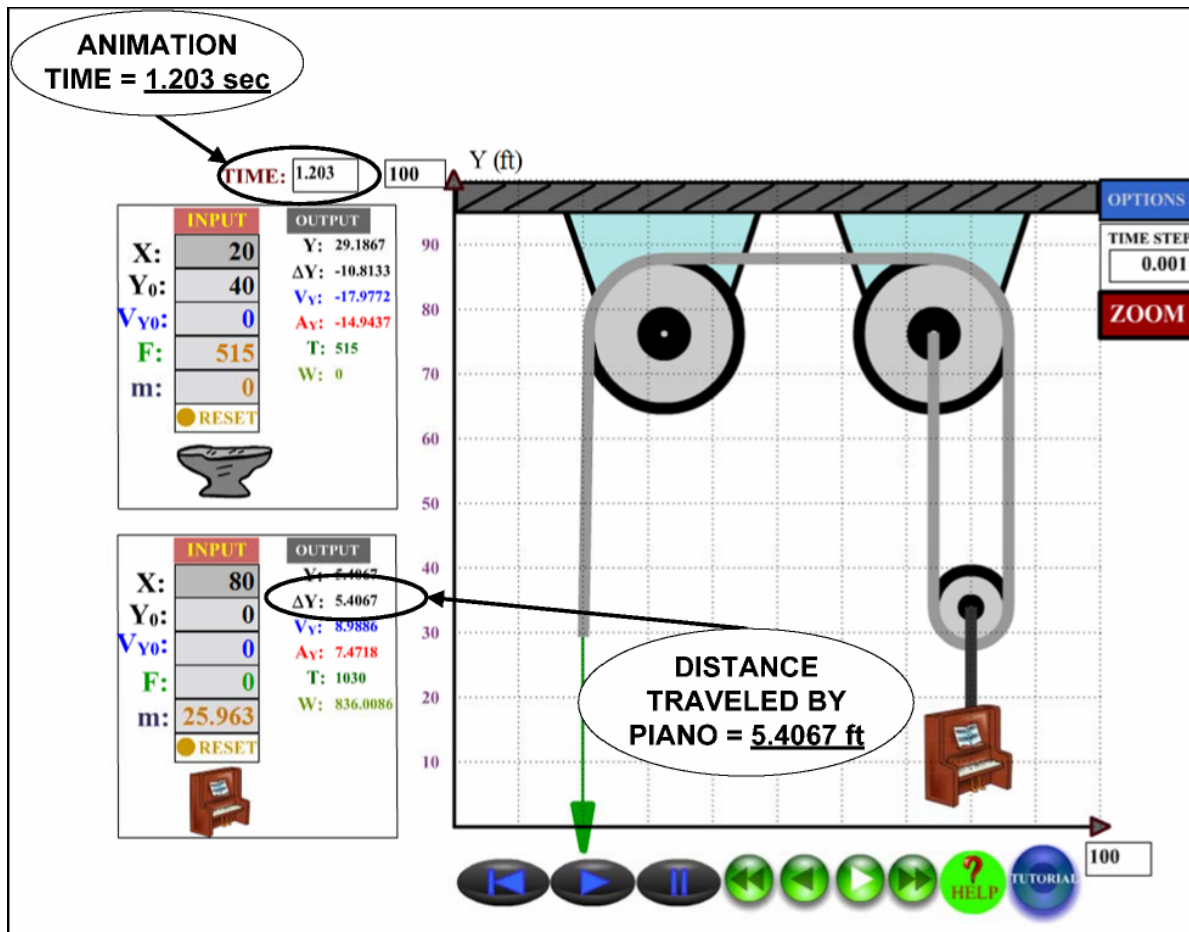 ANIMATION
TIME = 1.203 sec
TIME: 1.203 100
Y (ft)
INPUT OUTPUT
X: 20 Y: 29.1867
Y0: 40 ΔY: -10.8133
VY0: 0 VY: -17.9772
F: 515 AY: -14.9437
m: 0 T: 515
W: 0
RESET
INPUT OUTPUT
X: 80 Y: 5.4067
Y0: 0 ΔY: 5.4067
VY0: 0 VY: 8.9886
F: 0 AY: 7.4718
m: 25.963 T: 1030
W: 836.0086
RESET
90
80
70
60
50
40
30
20
10
OPTIONS
TIME STEP
0.001
ZOOM
DISTANCE
TRAVELED BY
PIANO = 5.4067 ft
100
?
HELP
TUTORIAL